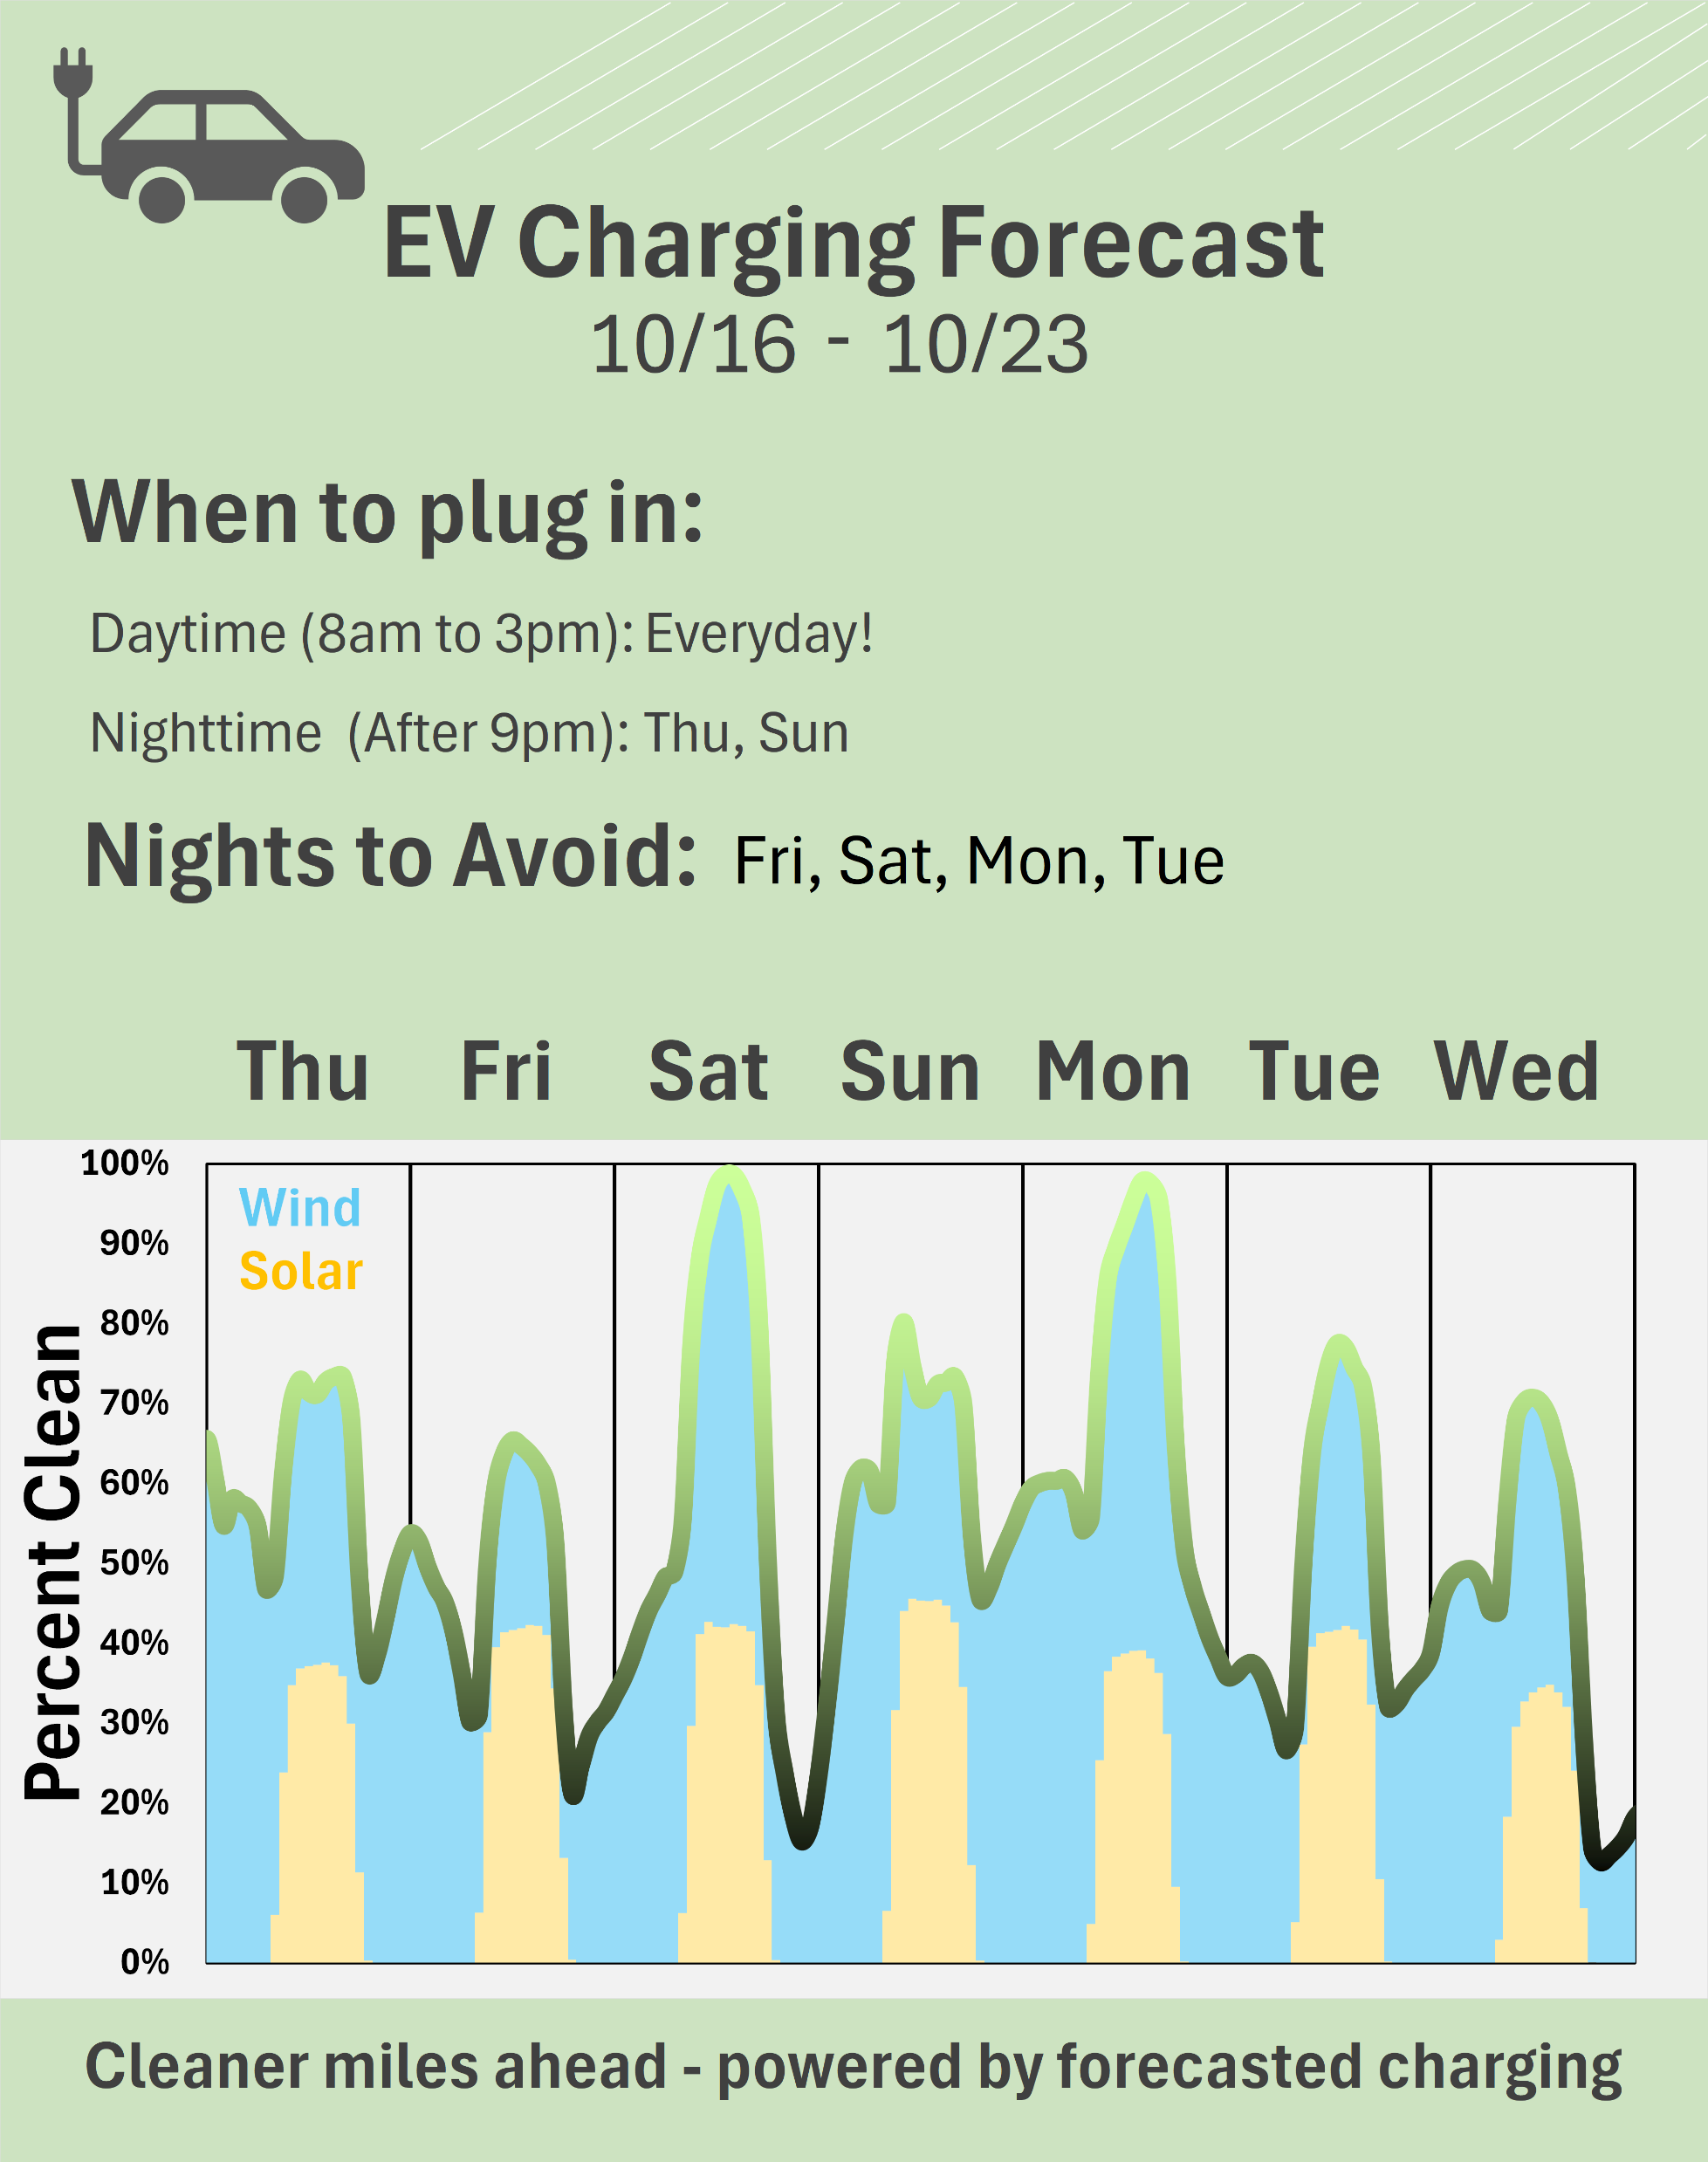 EV Charging Forecast
10/16 - 10/23
When to plug in:
Daytime (8am to 3pm): Everyday!
Nighttime  (After 9pm): Thu, Sun
Nights to Avoid: Fri, Sat, Mon, Tue
Thu Fri Sat Sun Mon Tue Wed
Percent Clean
100%
90%
80%
70%
60%
50%
40%
30%
20%
10%
0%
Wind
Solar
Cleaner miles ahead - powered by forecasted charging